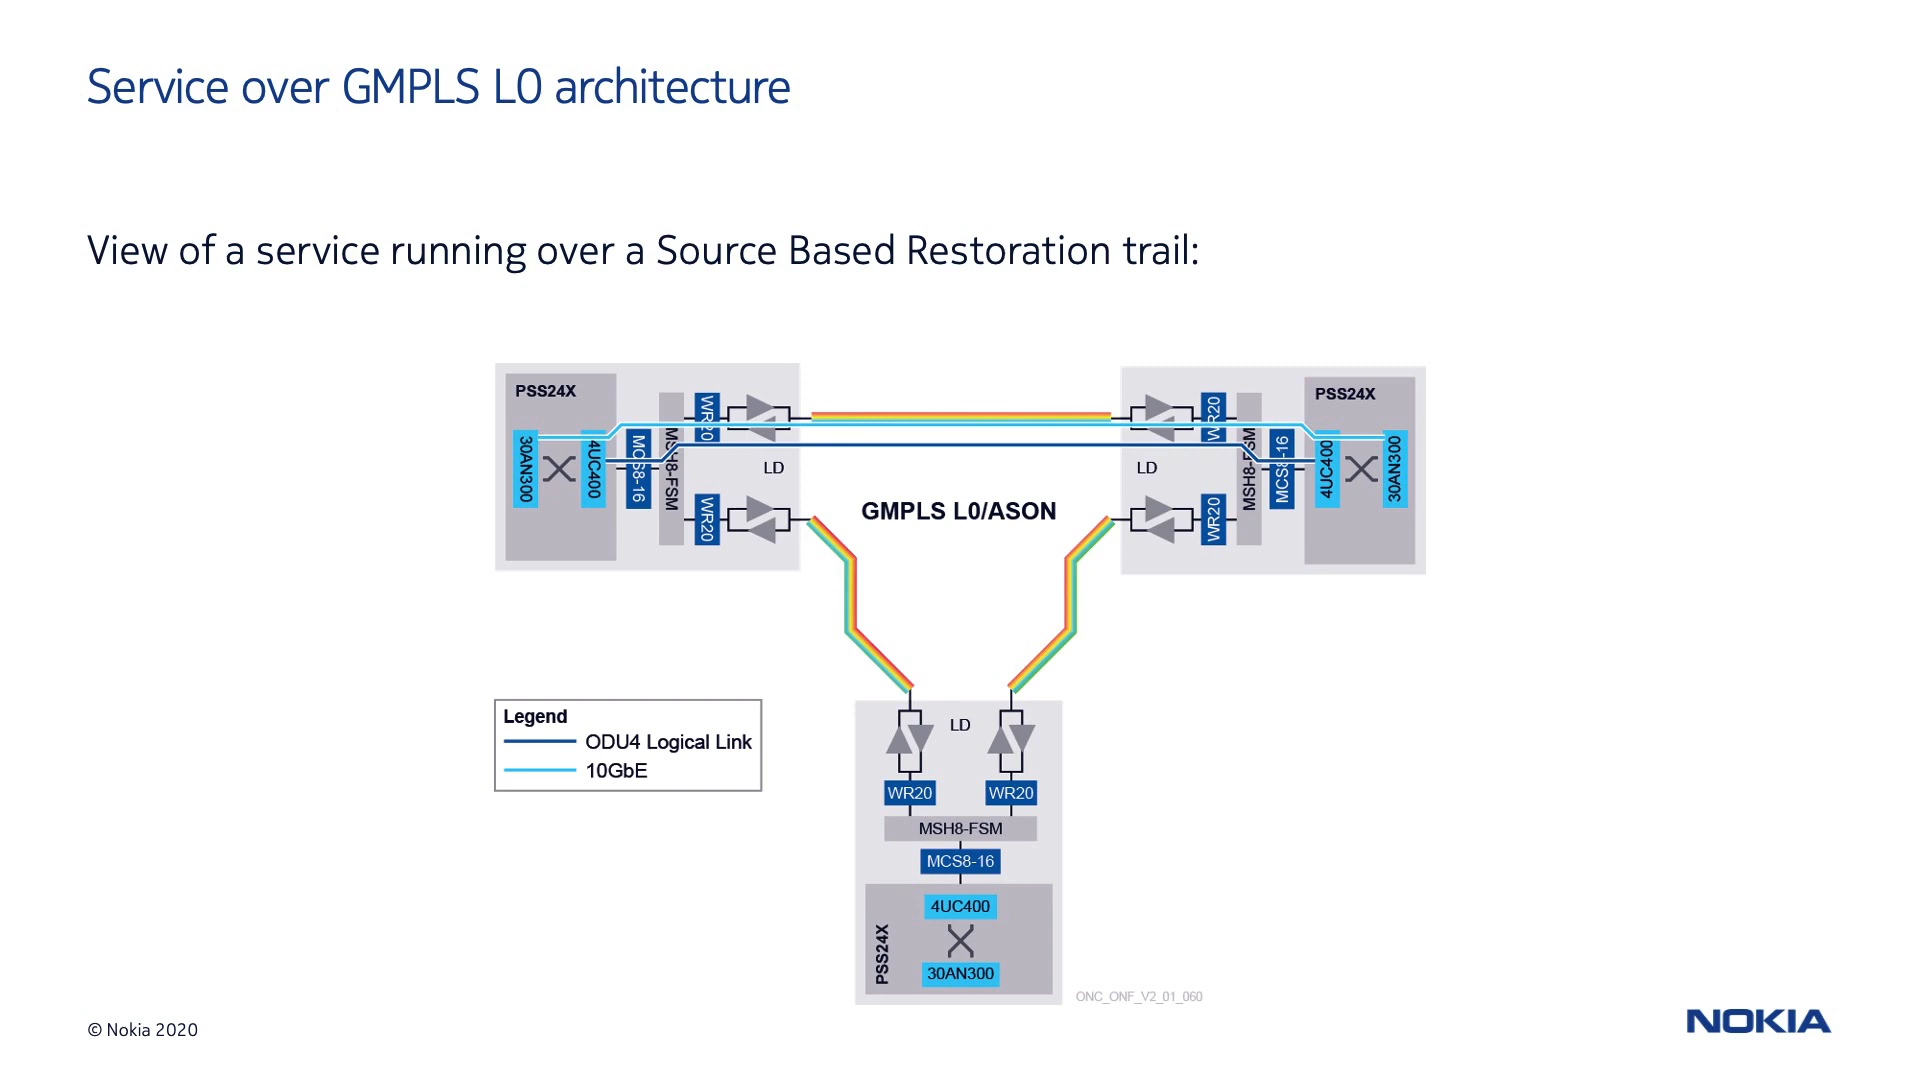 Service over GMPLS L0 architecture
View of a service running over a Source Based Restoration trail:
PSS24X
30AN300
4UC400
MCS8-16
MSH8-FSM
WR20
WR20
LD
GMPLS L0/ASON
LD
WR20
WR20
MSH8-FSM
MCS8-16
PSS24X
4UC400
30AN300
Legend
ODU4 Logical Link
10GbE
LD
WR20
WR20
MSH8-FSM
MCS8-16
4UC400
PSS24X
30AN300
ONC_ONF_V2_01_060
© Nokia 2020
NOKIA